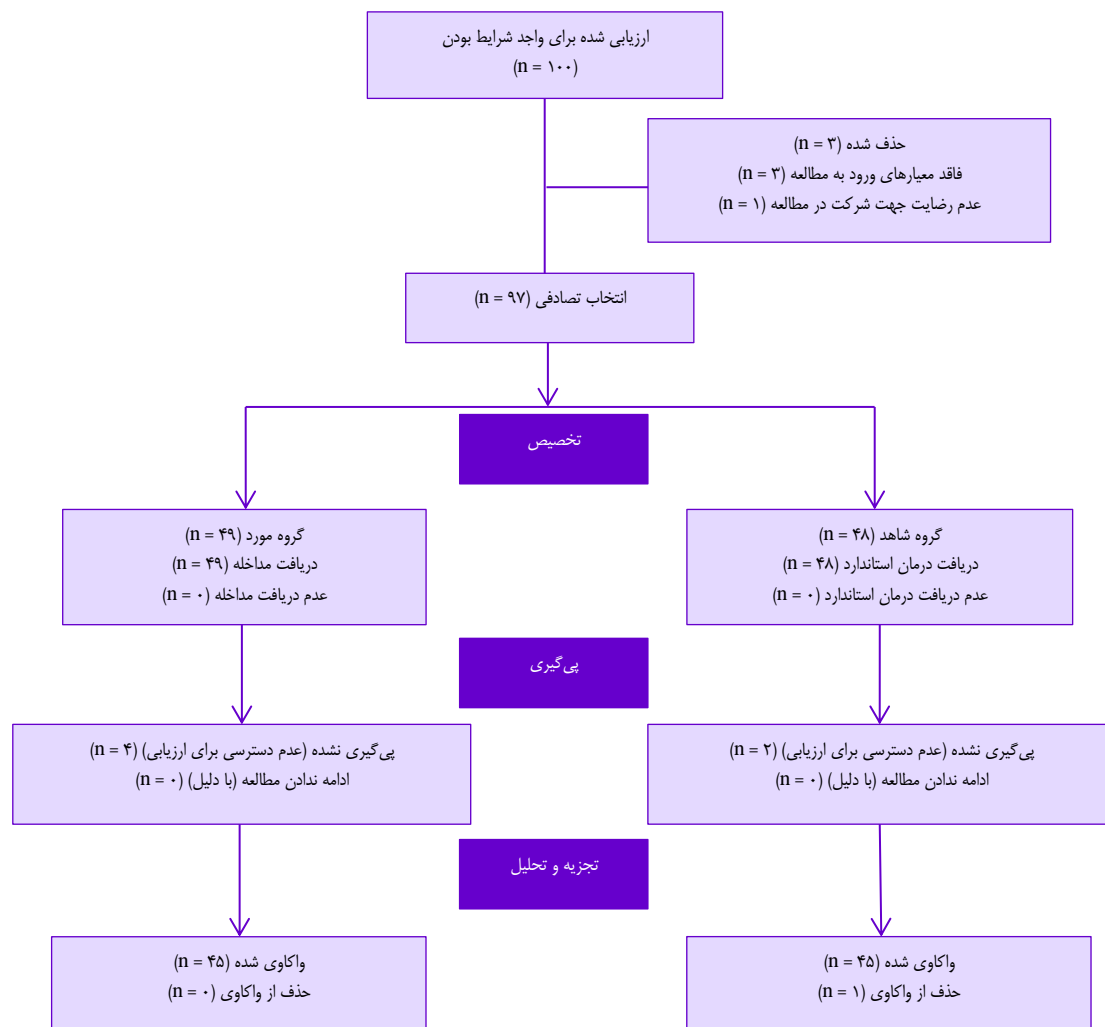 ارزیابی شده برای واجد شرایط بودن
(n = ۱۰۰)
حذف شده (n = ۳)
فاقد معیارهای ورود به مطالعه (n = ۳)
عدم رضایت جهت شرکت در مطالعه (n = ۱)
انتخاب تصادفی (n = ۹۷)
تخصیص
گروه شاهد (n = ۴۸)
دریافت درمان استاندارد (n = ۴۸)
عدم دریافت درمان استاندارد (n = ۰)
گروه مورد (n = ۴۹)
دریافت مداخله (n = ۴۹)
عدم دریافت مداخله (n = ۰)
پی‌گیری
پی‌گیری نشده (عدم دسترسی برای ارزیابی) (n = ۲)
ادامه ندادن مطالعه (با دلیل) (n = ۰)
پی‌گیری نشده (عدم دسترسی برای ارزیابی) (n = ۴)
ادامه ندادن مطالعه (با دلیل) (n = ۰)
تجزیه و تحلیل
واکاوی شده (n = ۴۵)
حذف از واکاوی (n = ۱)
واکاوی شده (n = ۴۵)
حذف از واکاوی (n = ۰)